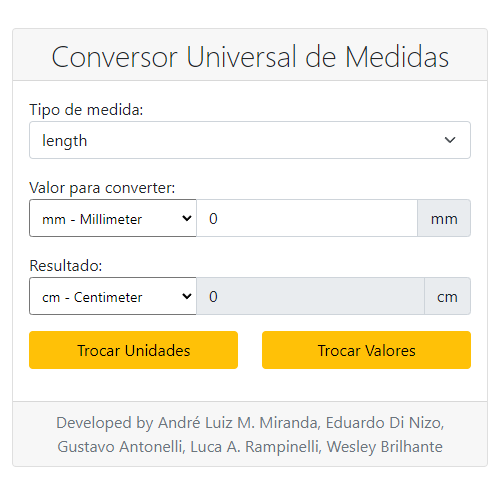 Conversor Universal de Medidas
Tipo de medida:
length
Valor para converter:
mm - Millimeter 0 mm
Resultado:
cm - Centimeter 0 cm
Trocar Unidades Trocar Valores
Developed by André Luiz M. Miranda, Eduardo Di Nizo,
Gustavo Antonelli, Luca A. Rampinelli, Wesley Brilhante